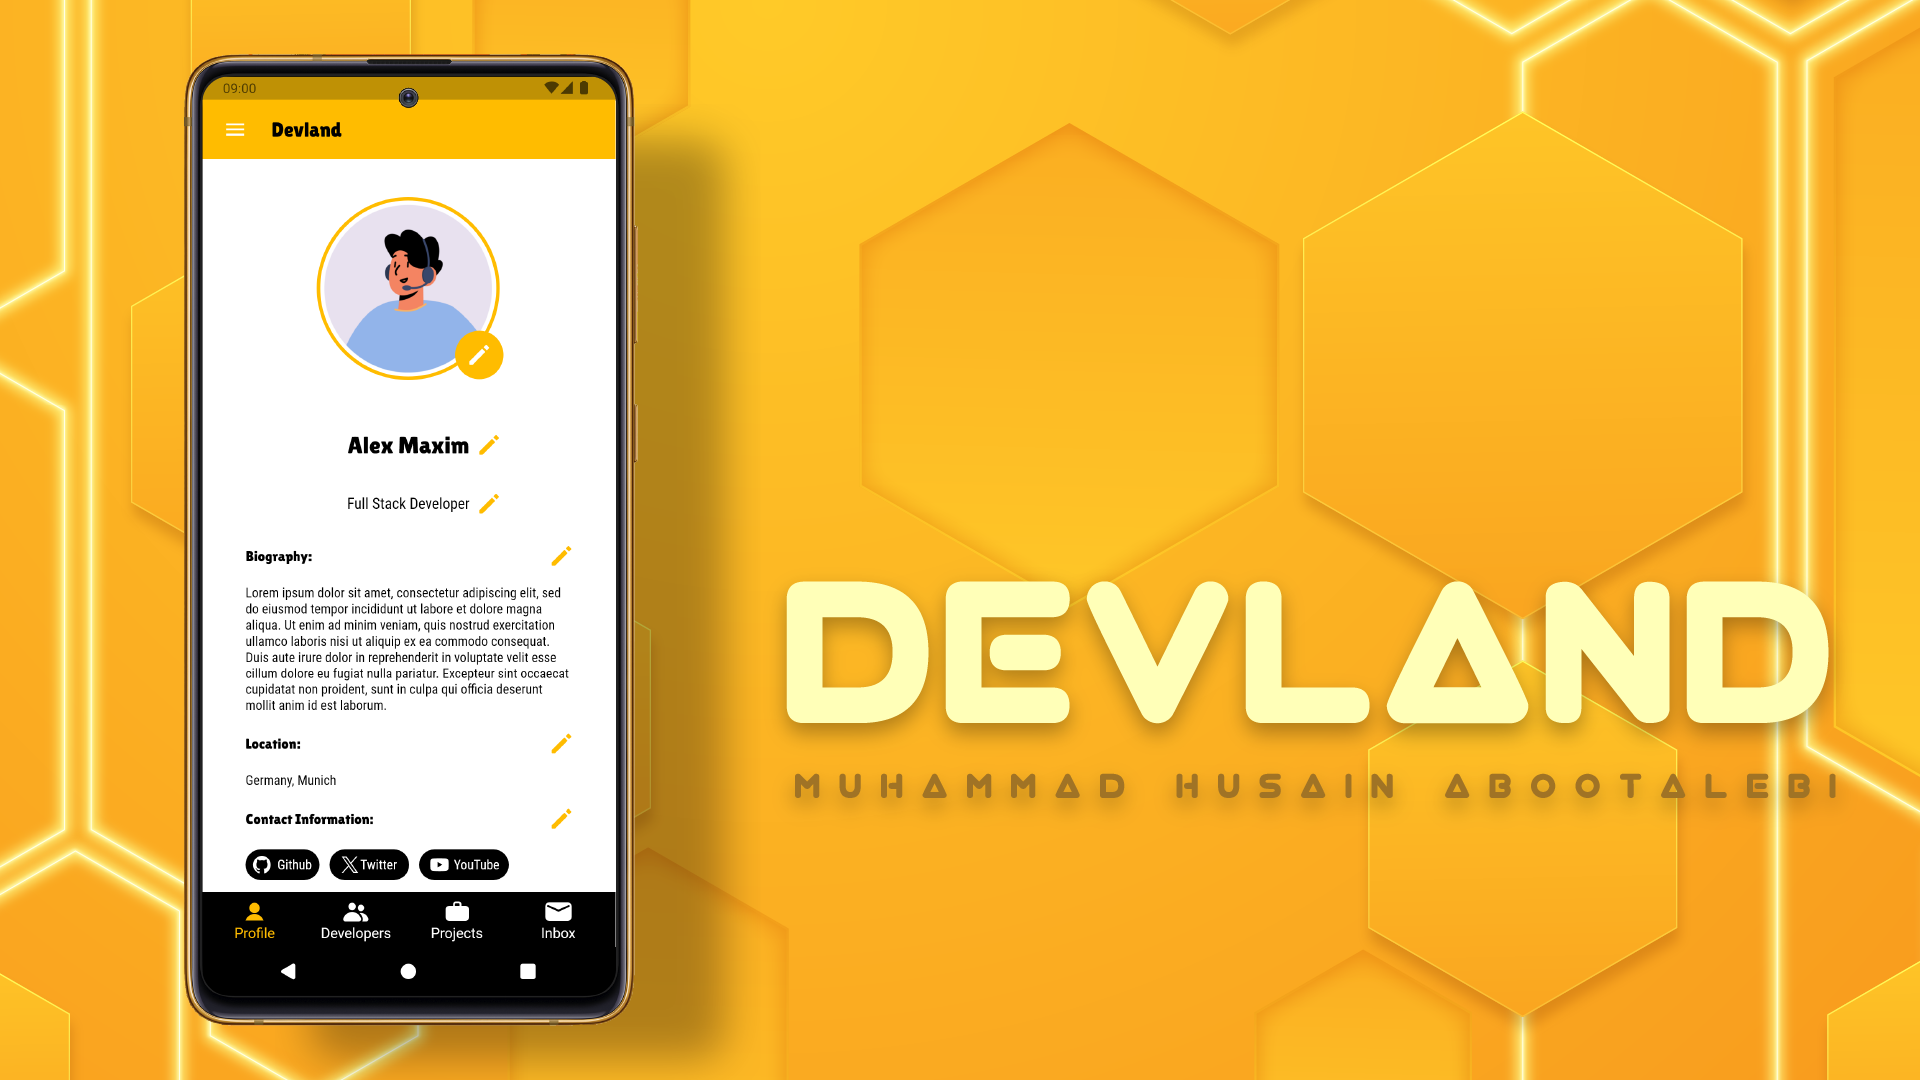 09:00
Devland
Alex Maxim
Full Stack Developer
Biography:
Lorem ipsum dolor sit amet, consectetur adipiscing elit, sed
do eiusmod tempor incididunt ut labore et dolore magna
aliqua. Ut enim ad minim veniam, quis nostrud exercitation
ullamco laboris nisi ut aliquip ex ea commodo consequat.
Duis aute irure dolor in reprehenderit in voluptate velit esse
cillum dolore eu fugiat nulla pariatur. Excepteur sint occaecat
cupidatat non proident, sunt in culpa qui officia deserunt
mollit anim id est laborum.
Location:
Germany, Munich
Contact Information:
Github Twitter YouTube
Profile Developers Projects Inbox
DEVLAND
MUHAMMAD HUSAIN ABOOTALEBI